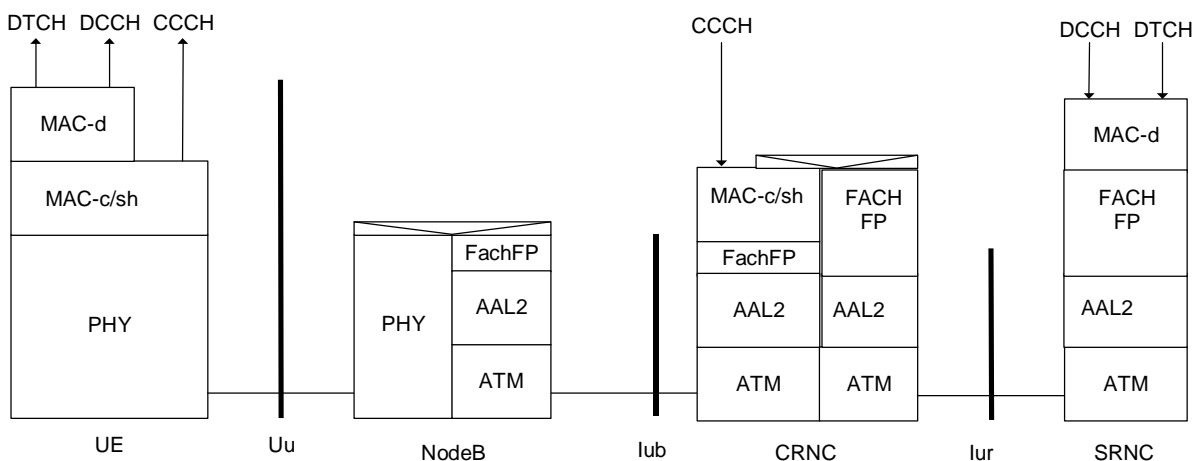 DTCH DCCH CCCH
CCCH
DCCH DTCH
MAC-d
MAC-c/sh
PHY
PHY
FachFP
AAL2
ATM
MAC-c/sh
FachFP
AAL2
ATM
FACH
FP
AAL2
ATM
MAC-d
FACH
FP
AAL2
ATM
UE
Uu
NodeB
Iub
CRNC
Iur
SRNC